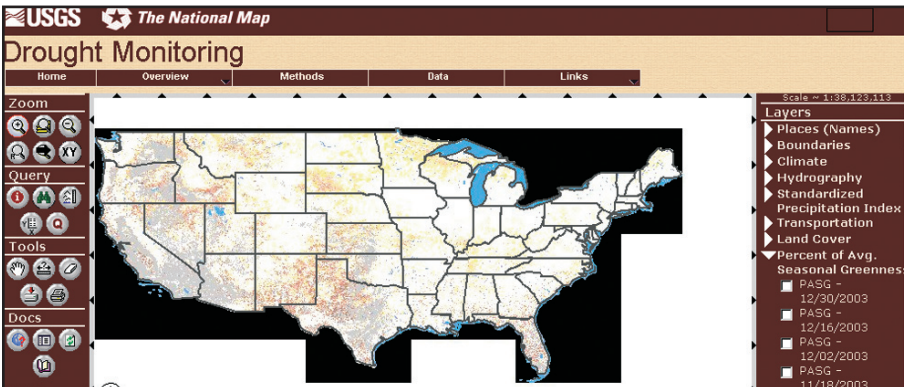 USGS The National Map
Drought Monitoring
Home Overview Methods Data Links
Zoom
R XY
Query
Q
Tools
Docs
Scale ~ 1:38,123,113
Layers
Places (Names)
Boundaries
Climate
Hydrography
Standardized
Precipitation Index
Transportation
Land Cover
Percent of Avg.
Seasonal Greenness
PASG -
12/30/2003
PASG -
12/16/2003
PASG -
12/02/2003
PASG -
11/18/2003